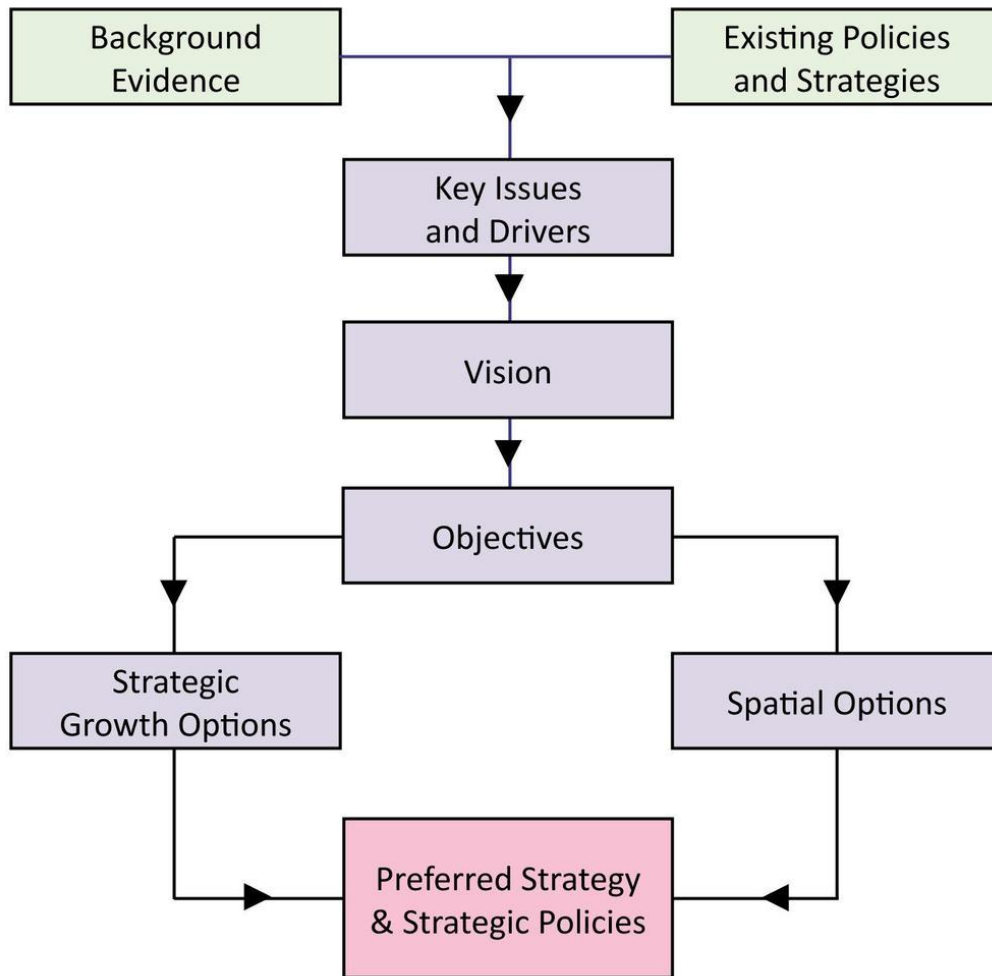 Background
Evidence
Existing Policies
and Strategies
Key Issues
and Drivers
Vision
Objectives
Strategic
Growth Options
Spatial Options
Preferred Strategy
& Strategic Policies